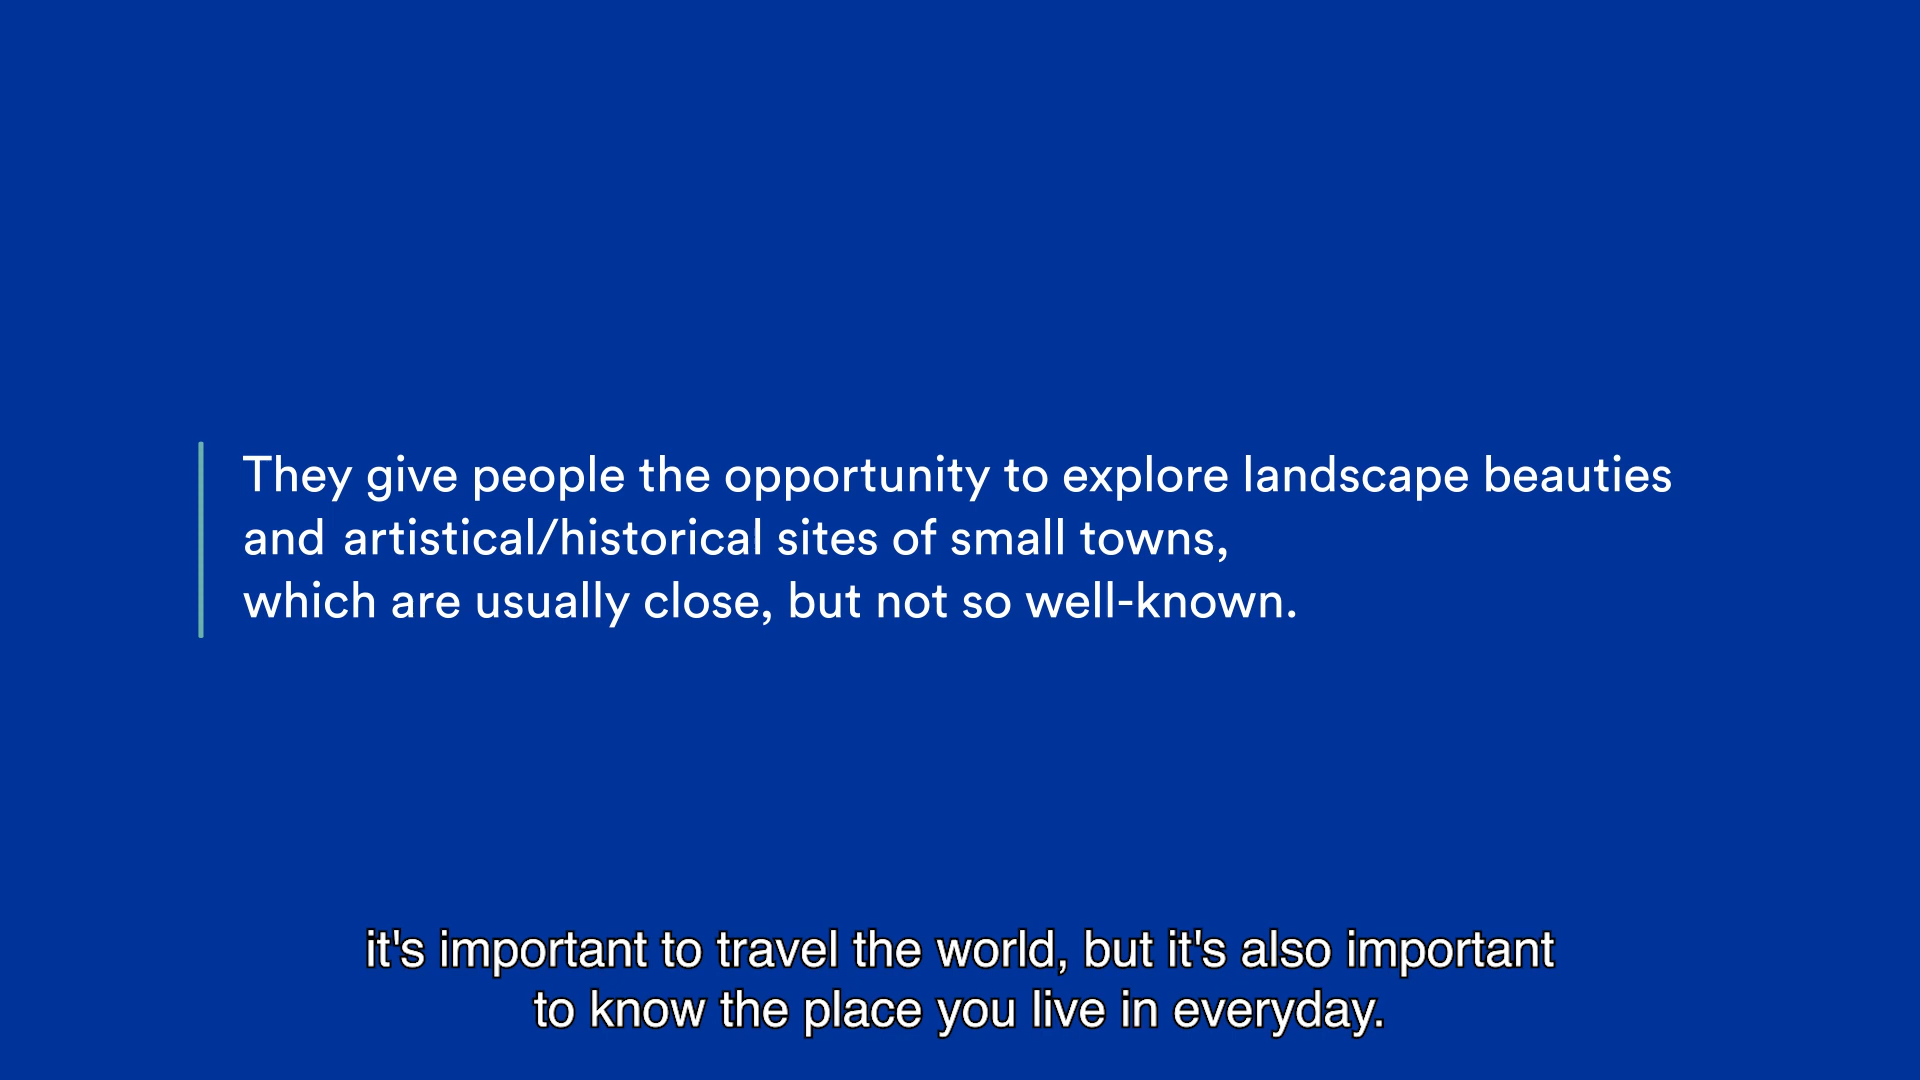 They give people the opportunity to explore landscape beauties
and artistical/historical sites of small towns,
which are usually close, but not so well-known.
it's important to travel the world, but it's also important
to know the place you live in everyday.